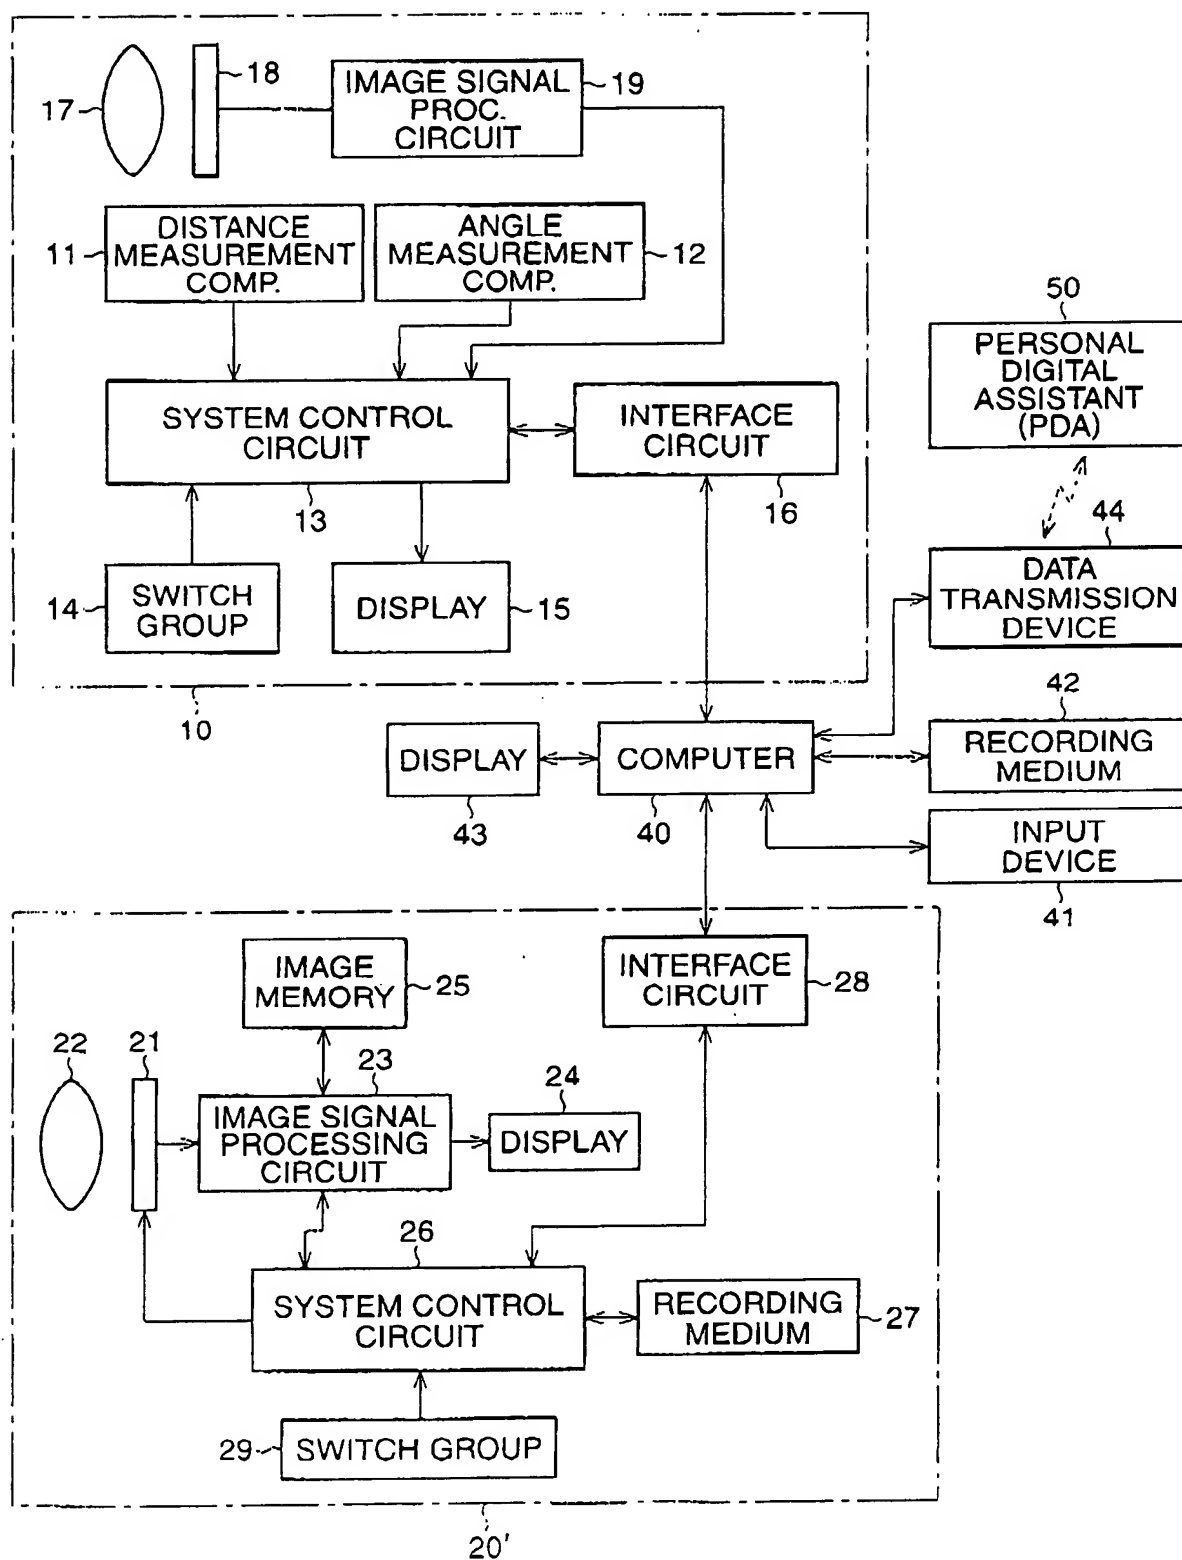 17
18
IMAGE SIGNAL
PROC.
CIRCUIT
19
11
DISTANCE
MEASUREMENT
COMP.
ANGLE
MEASUREMENT
COMP.
12
SYSTEM CONTROL
CIRCUIT
13
INTERFACE
CIRCUIT
16
14
SWITCH
GROUP
DISPLAY
15
10
50
PERSONAL
DIGITAL
ASSISTANT
(PDA)
44
DATA
TRANSMISSION
DEVICE
DISPLAY
43
COMPUTER
40
42
RECORDING
MEDIUM
INPUT
DEVICE
41
IMAGE
MEMORY
25
INTERFACE
CIRCUIT
28
22
21
23
IMAGE SIGNAL
PROCESSING
CIRCUIT
24
DISPLAY
26
SYSTEM CONTROL
CIRCUIT
RECORDING
MEDIUM
27
29
SWITCH GROUP
20'